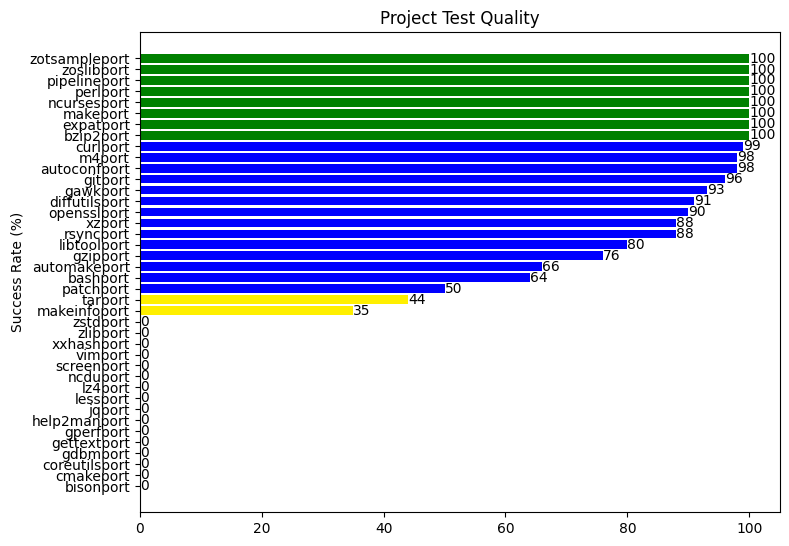 Project Test Quality
Success Rate (%)
zotsampleport 100
zoslibport 100
pipelineport 100
perlport 100
ncursesport 100
makeport 100
expatport 100
bzip2port 100
curlport 99
m4port 98
autoconfport 98
gitport 96
gawkport 93
diffutilsport 91
opensslport 90
xzport 88
rsyncport 88
libtoolport 80
gzipport 76
automakeport 66
bashport 64
patchport 50
tarport 44
makeinfoport 35
zstdport 0
zlibport 0
xxhashport 0
vimport 0
screenport 0
ncduport 0
lz4port 0
lessport 0
jqport 0
help2manport 0
gperfport 0
gettextport 0
gdbmport 0
coreutilsport 0
cmakeport 0
bisonport 0
0 20 40 60 80 100